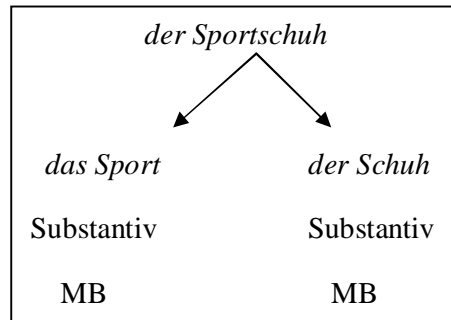 der Sportschuh
das Sport der Schuh
Substantiv Substantiv
MB MB